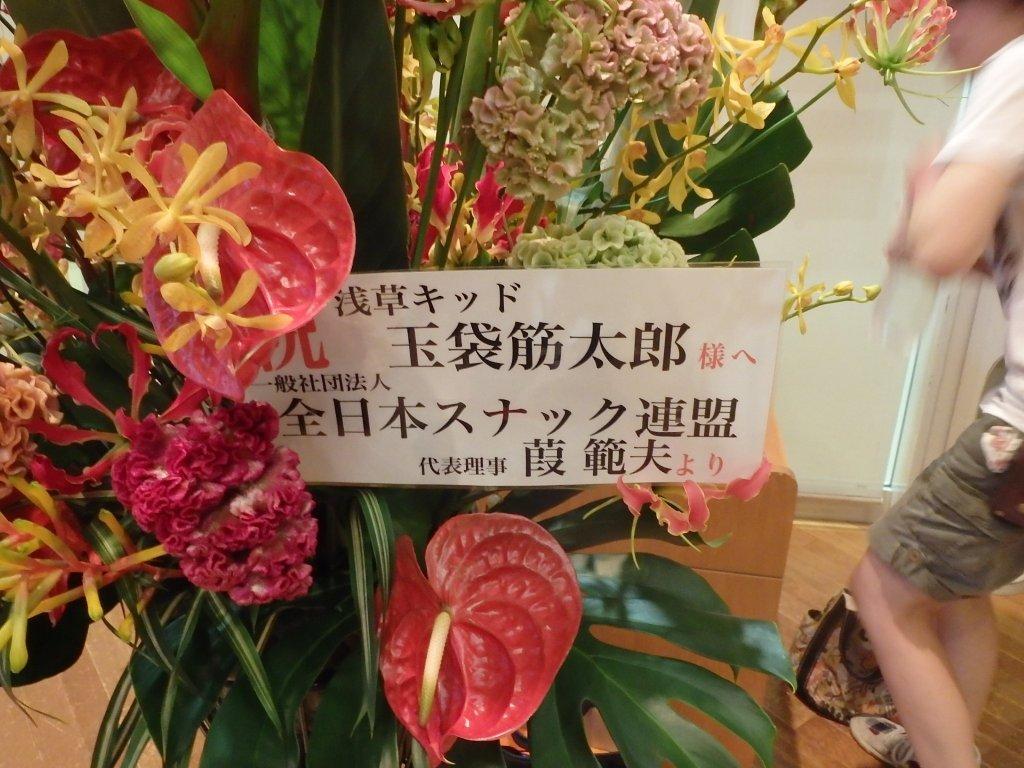 祝
浅草キッド
玉袋筋太郎 様へ
一般社団法人
全日本スナック連盟
代表理事 葭 範夫より